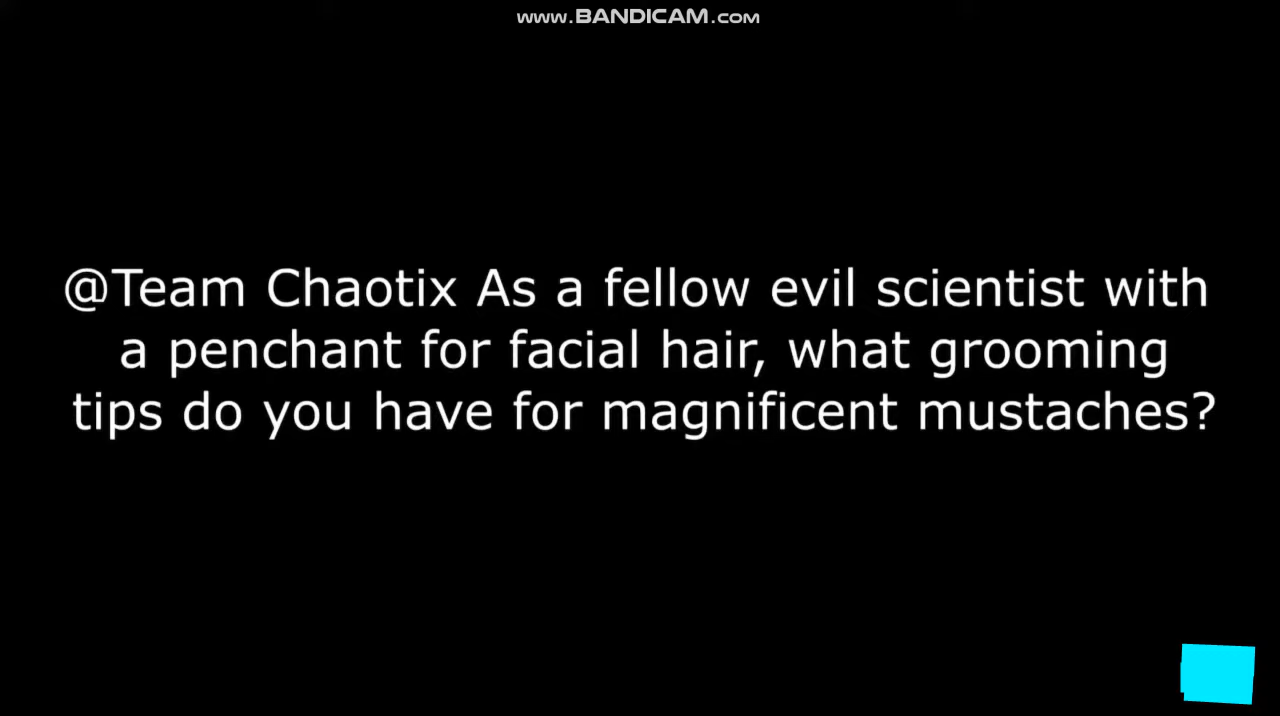 www.BANDICAM.com
@Team Chaotix As a fellow evil scientist with
a penchant for facial hair, what grooming
tips do you have for magnificent mustaches?